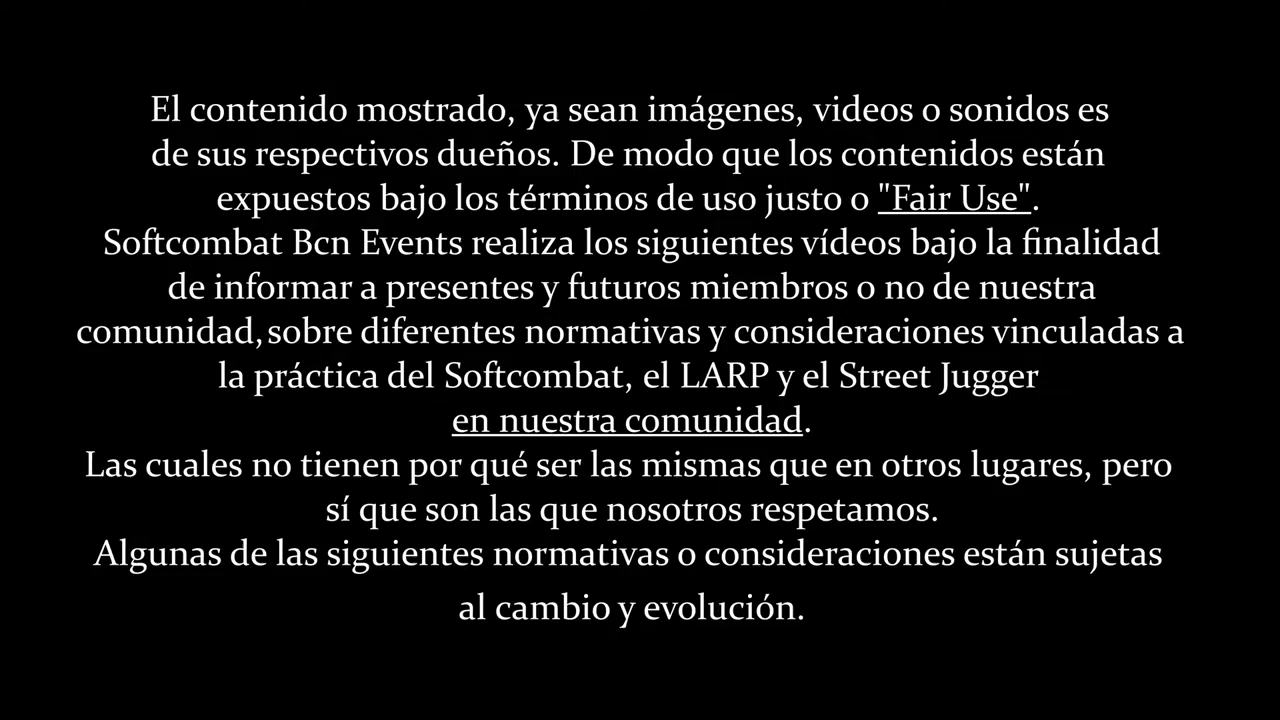 El contenido mostrado, ya sean imágenes, videos o sonidos es
de sus respectivos dueños. De modo que los contenidos están
expuestos bajo los términos de uso justo o "Fair Use".
Softcombat Bcn Events realiza los siguientes vídeos bajo la finalidad
de informar a presentes y futuros miembros o no de nuestra
comunidad, sobre diferentes normativas y consideraciones vinculadas a
la práctica del Softcombat, el LARP y el Street Jugger
en nuestra comunidad.
Las cuales no tienen por qué ser las mismas que en otros lugares, pero
sí que son las que nosotros respetamos.
Algunas de las siguientes normativas o consideraciones están sujetas
al cambio y evolución.